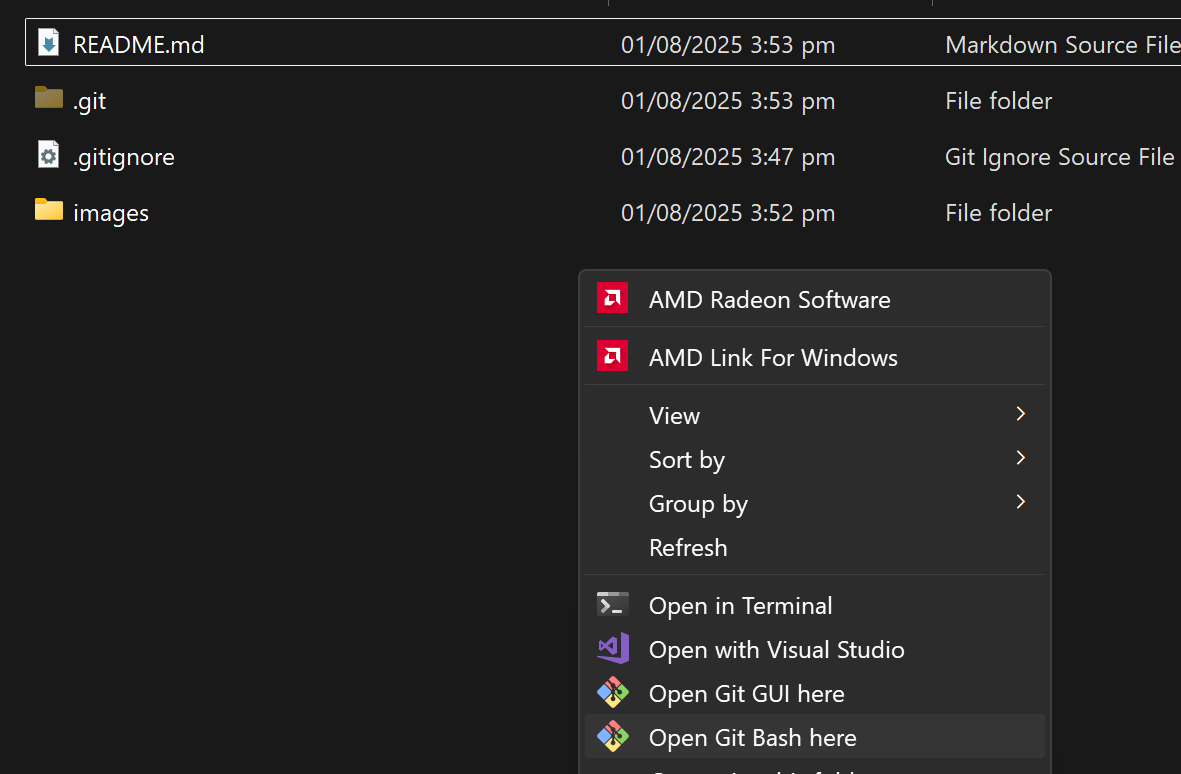 README.md 01/08/2025 3:53 pm Markdown Source File
.git 01/08/2025 3:53 pm File folder
.gitignore 01/08/2025 3:47 pm Git Ignore Source File
images 01/08/2025 3:52 pm File folder
AMD Radeon Software
AMD Link For Windows
View
Sort by
Group by
Refresh
Open in Terminal
Open with Visual Studio
Open Git GUI here
Open Git Bash here